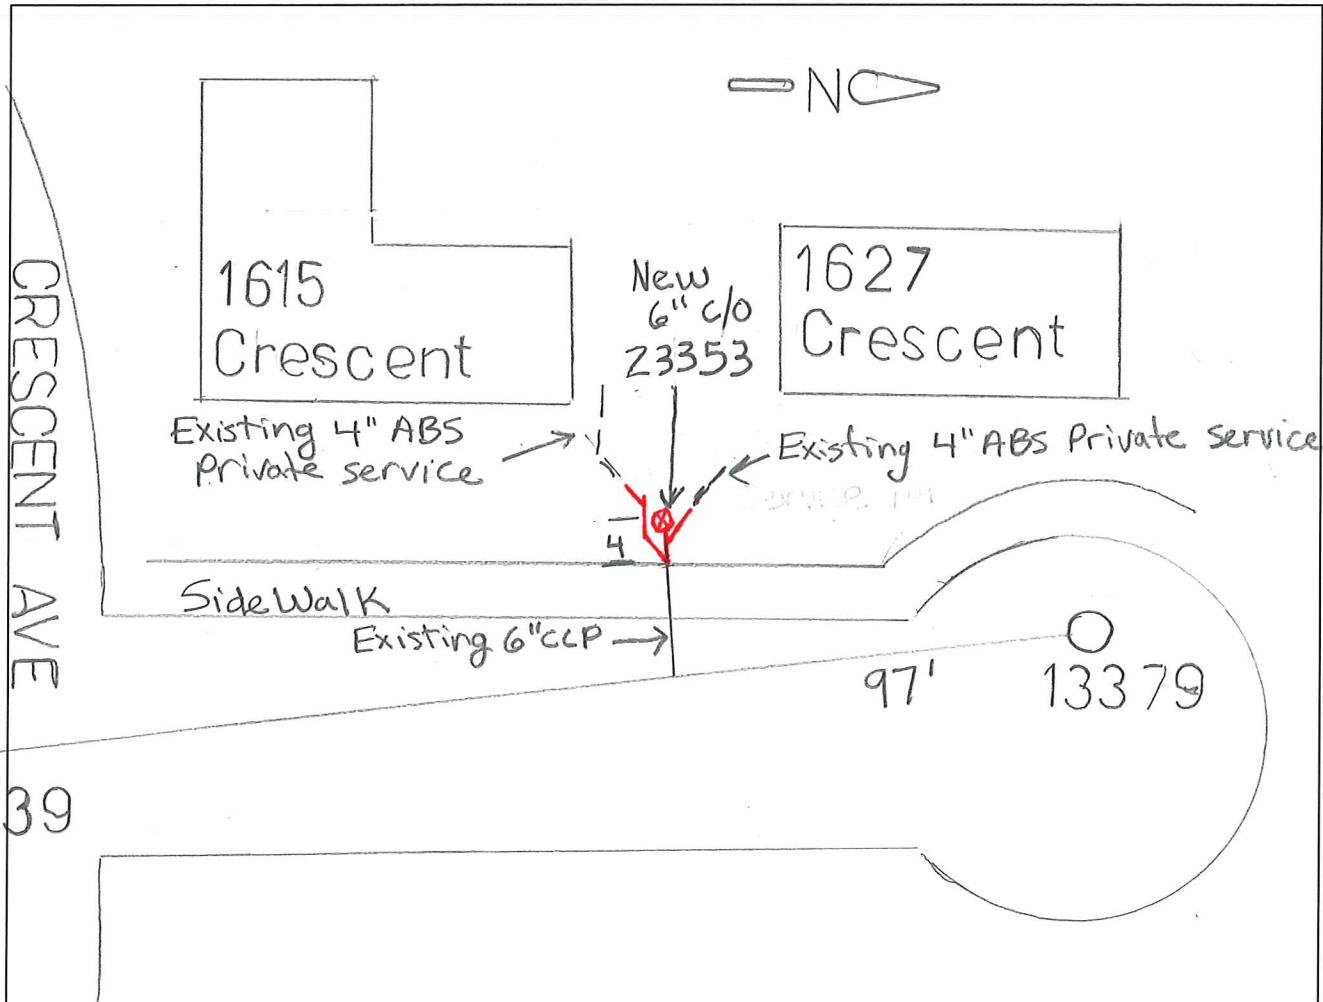 N
1615
Crescent
New
6" C/O
23353
1627
Crescent
CRESCENT AVE
Existing 4" ABS
Private service
Existing 4" ABS Private service
4
SideWalk
Existing 6"CCP
97'
13379
39